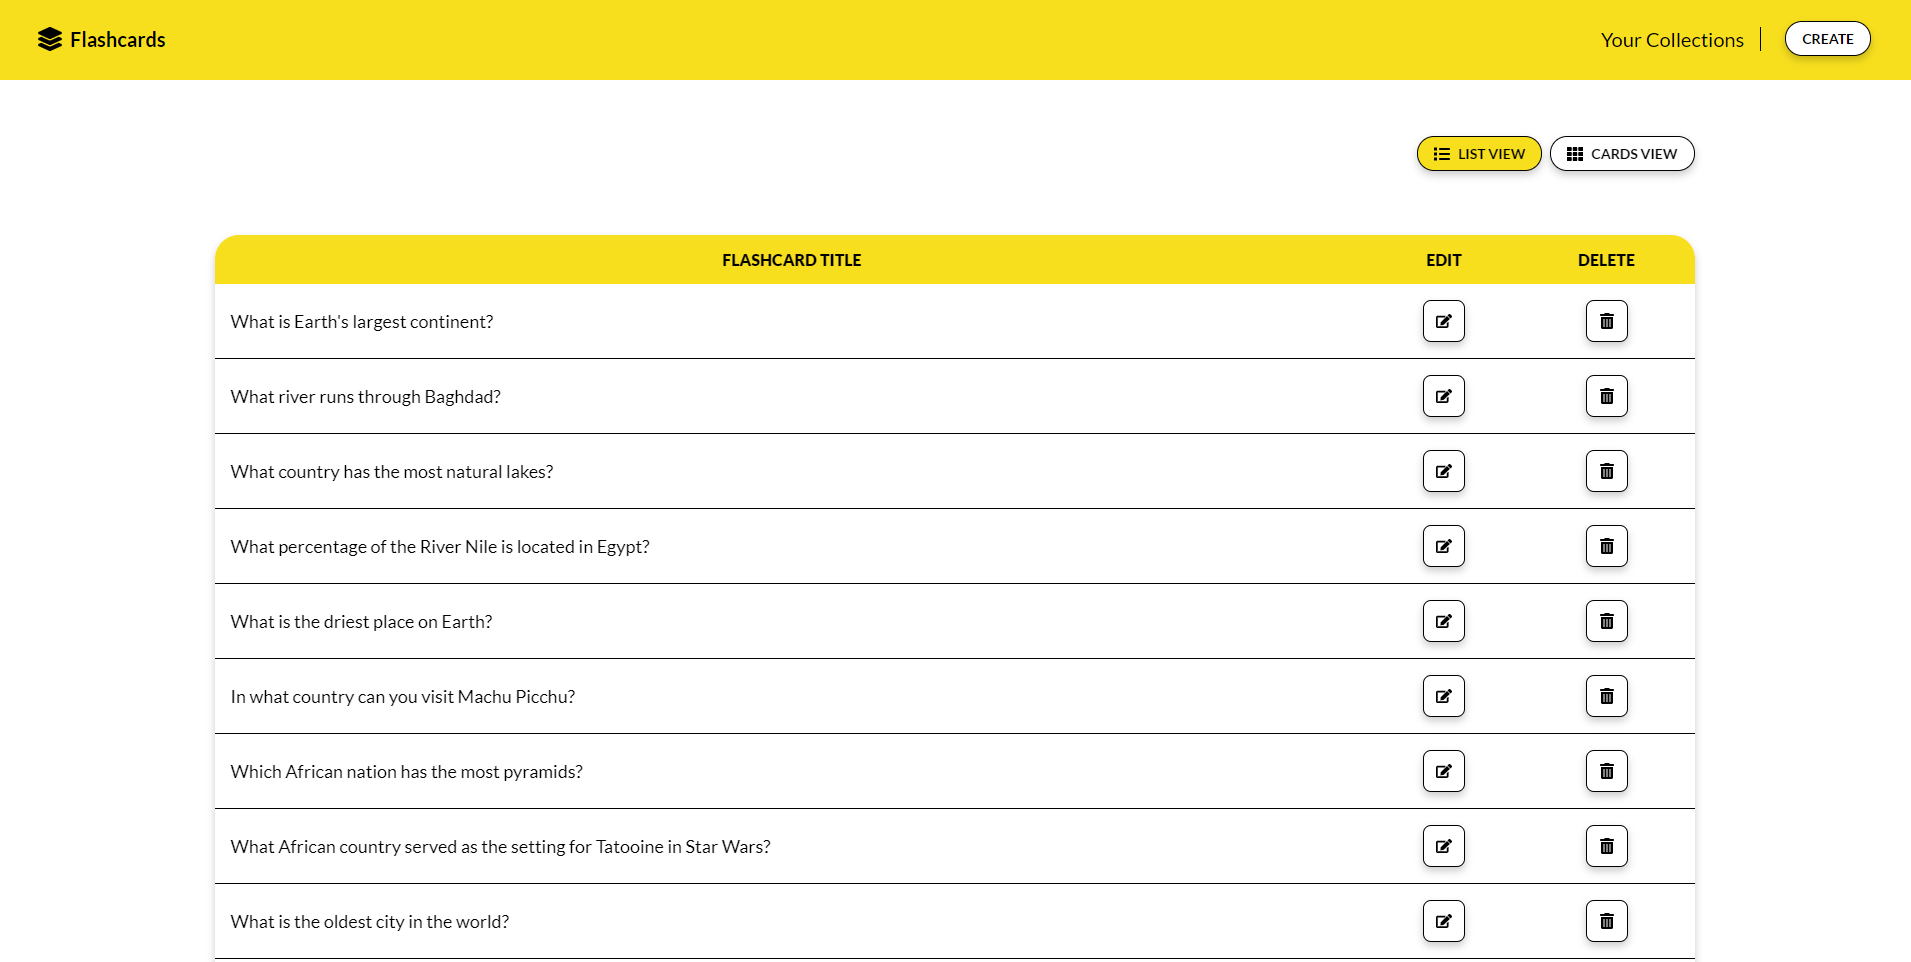 Flashcards
Your Collections
CREATE
LIST VIEW
CARDS VIEW
FLASHCARD TITLE EDIT DELETE
What is Earth's largest continent?
What river runs through Baghdad?
What country has the most natural lakes?
What percentage of the River Nile is located in Egypt?
What is the driest place on Earth?
In what country can you visit Machu Picchu?
Which African nation has the most pyramids?
What African country served as the setting for Tatooine in Star Wars?
What is the oldest city in the world?